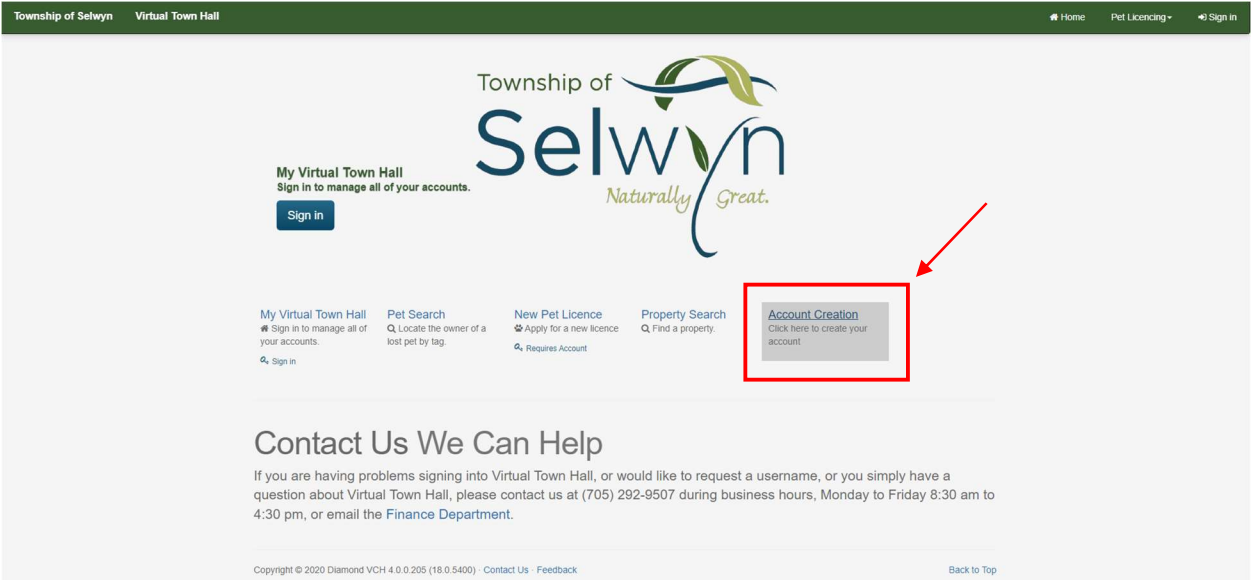 Township of Selwyn Virtual Town Hall Home Pet Licencing Sign in
Township of
Selwyn
Naturally Great.
My Virtual Town Hall
Sign in to manage all of your accounts.
Sign in
My Virtual Town Hall
Sign in to manage all of
your accounts.
Sign in
Pet Search
Locate the owner of a
lost pet by tag.
New Pet Licence
Apply for a new licence
Requires Account
Property Search
Find a property.
Account Creation
Click here to create your
account
Contact Us We Can Help
If you are having problems signing into Virtual Town Hall, or would like to request a username, or you simply have a
question about Virtual Town Hall, please contact us at (705) 292-9507 during business hours, Monday to Friday 8:30 am to
4:30 pm, or email the Finance Department.
Copyright © 2020 Diamond VCH 4.0.0.205 (18.0.5400) · Contact Us · Feedback Back to Top